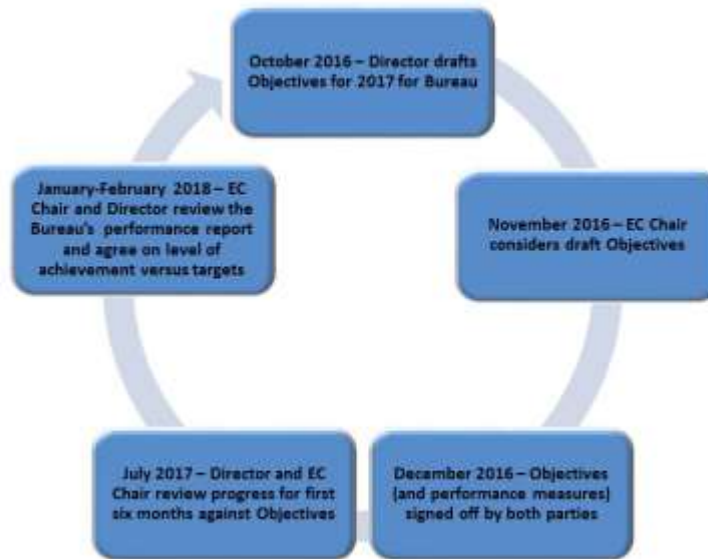 October 2016 – Director drafts
Objectives for 2017 for Bureau
November 2016 – EC Chair
considers draft Objectives
December 2016 – Objectives
(and performance measures)
signed off by both parties
July 2017 – Director and EC
Chair review progress for first
six months against Objectives
January-February 2018 – EC
Chair and Director review the
Bureau's performance report
and agree on level of
achievement versus targets